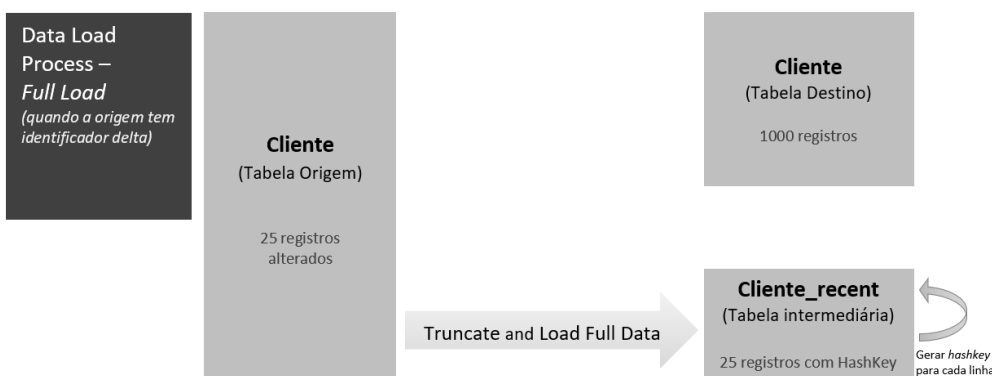 Data Load
Process –
Full Load
(quando a origem tem
identificador delta)
Cliente
(Tabela Origem)
25 registros
alterados
Truncate and Load Full Data
Cliente
(Tabela Destino)
1000 registros
Cliente_recent
(Tabela intermediária)
25 registros com HashKey
Gerar hashkey
para cada linha